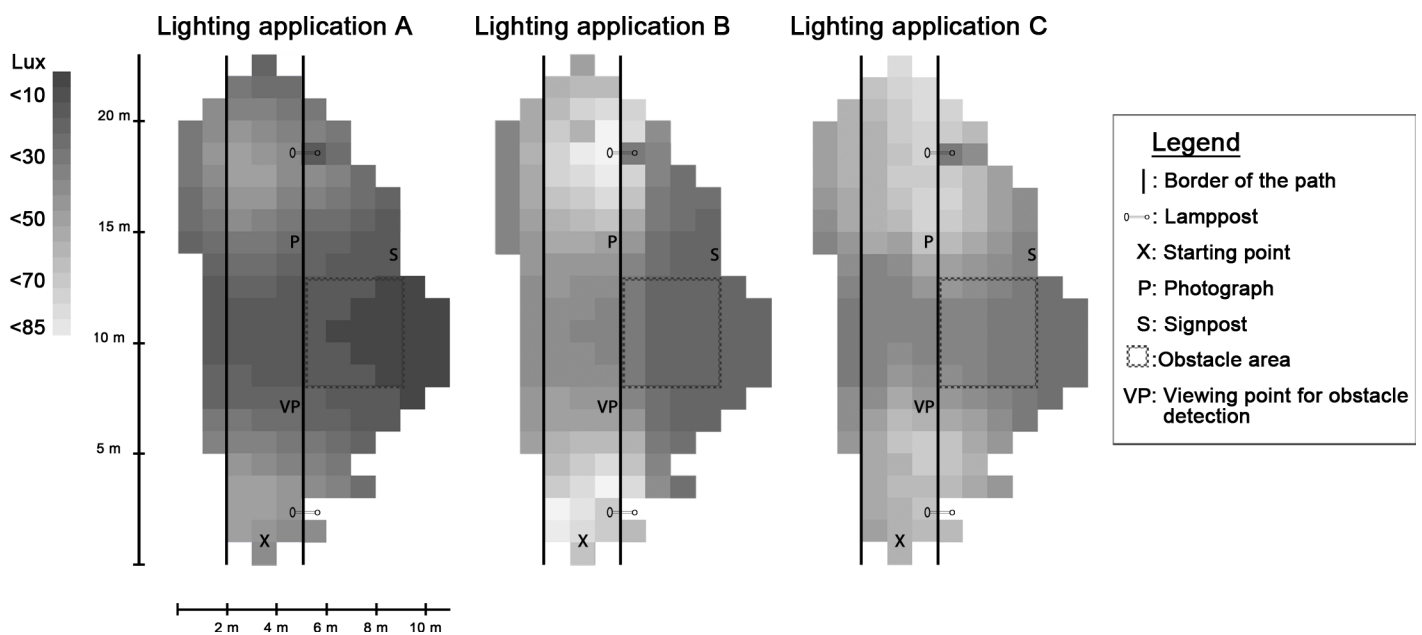 Lighting application A
Lighting application B
Lighting application C
Lux
<10
<30
<50
<70
<85
20 m
15 m
10 m
5 m
P
S
VP
X
P
S
VP
X
P
S
VP
X
2 m 4 m 6 m 8 m 10 m
Legend
: Border of the path
: Lamppost
X: Starting point
P: Photograph
S: Signpost
:Obstacle area
VP: Viewing point for obstacle
detection